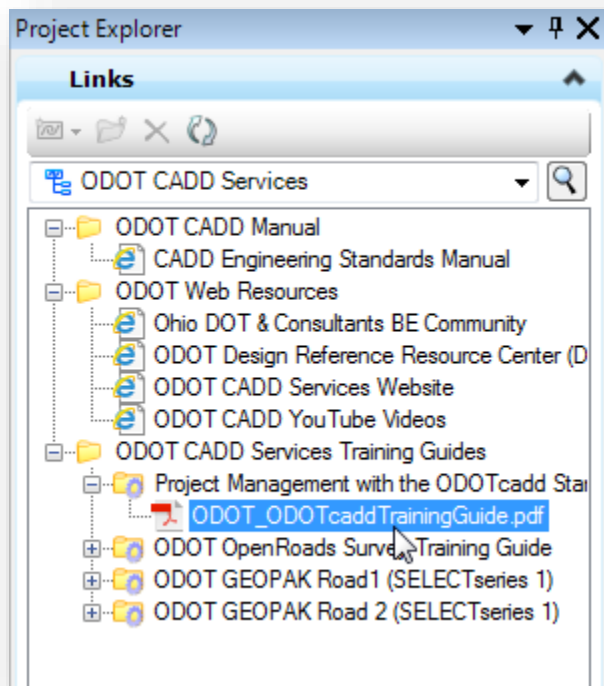 Project Explorer
Links
ODOT CADD Services
ODOT CADD Manual
CADD Engineering Standards Manual
ODOT Web Resources
Ohio DOT & Consultants BE Community
ODOT Design Reference Resource Center (D
ODOT CADD Services Website
ODOT CADD YouTube Videos
ODOT CADD Services Training Guides
Project Management with the ODOTcadd Star
ODOT_ODOTcaddTrainingGuide.pdf
ODOT OpenRoads Survey Training Guide
ODOT GEOPAK Road1 (SELECTseries 1)
ODOT GEOPAK Road 2 (SELECTseries 1)